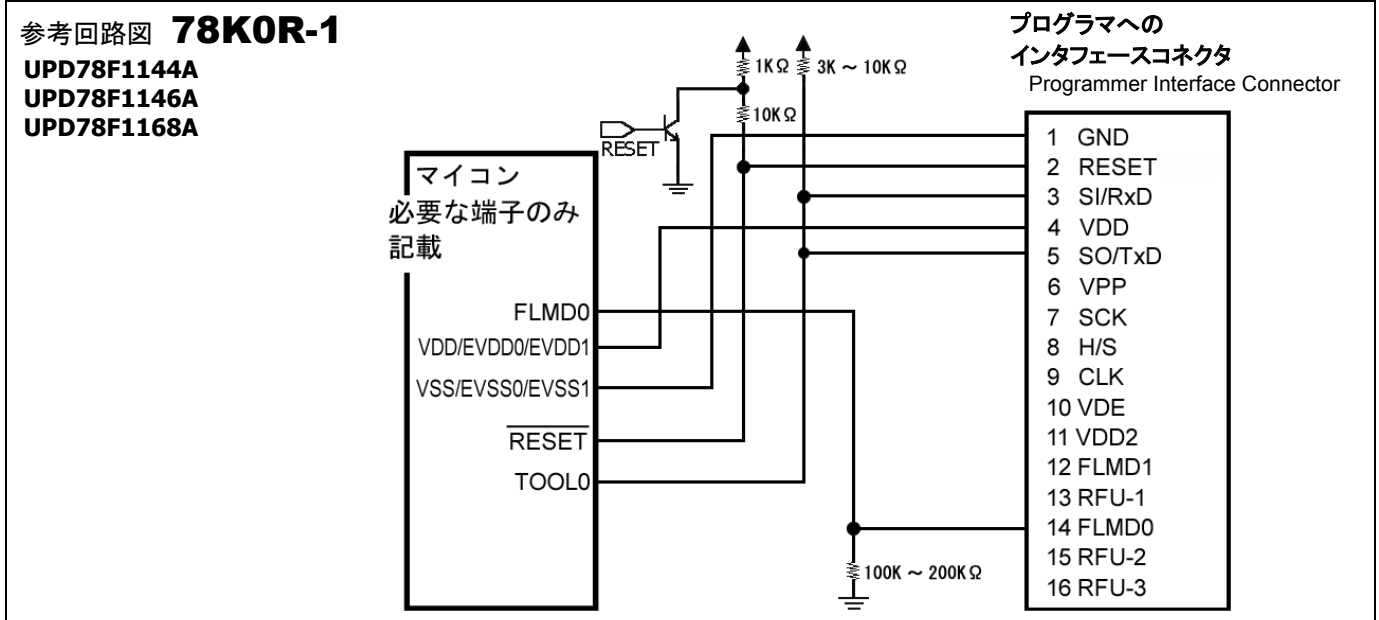 参考回路図 78K0R-1
UPD78F1144A
UPD78F1146A
UPD78F1168A
1KΩ
3K ～ 10KΩ
10KΩ
RESET
プログラマへの
インタフェースコネクタ
Programmer Interface Connector
マイコン
必要な端子のみ
記載
FLMD0
VDD/EVDD0/EVDD1
VSS/EVSS0/EVSS1
RESET
TOOL0
100K ～ 200KΩ
1 GND
2 RESET
3 SI/RxD
4 VDD
5 SO/TxD
6 VPP
7 SCK
8 H/S
9 CLK
10 VDE
11 VDD2
12 FLMD1
13 RFU-1
14 FLMD0
15 RFU-2
16 RFU-3